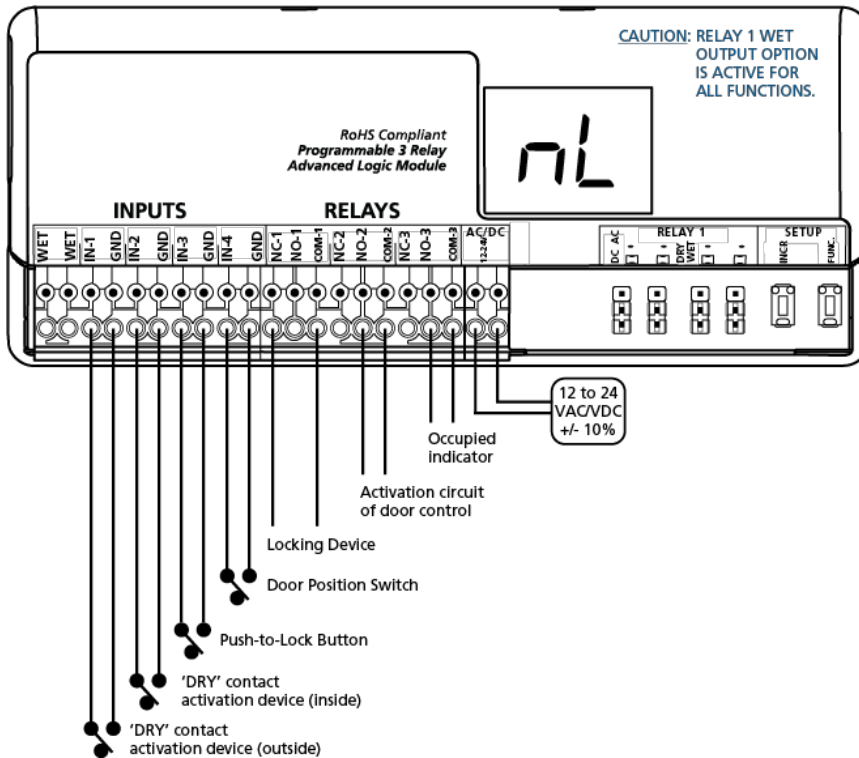 CAUTION: RELAY 1 WET
OUTPUT OPTION
IS ACTIVE FOR
ALL FUNCTIONS.
RoHS Compliant
Programmable 3 Relay
Advanced Logic Module
nL
INPUTS
RELAYS
WET
WET
IN-1
GND
IN-2
GND
IN-3
GND
IN-4
GND
NC-1
NO-1
COM-1
NC-2
NO-2
COM-2
NC-3
NO-3
COM-3
AC/DC
12-24V
RELAY 1
DC AC
DRY
WET
SETUP
INCR
FUNC.
12 to 24
VAC/VDC
+/- 10%
Occupied
indicator
Activation circuit
of door control
Locking Device
Door Position Switch
Push-to-Lock Button
'DRY' contact
activation device (inside)
'DRY' contact
activation device (outside)